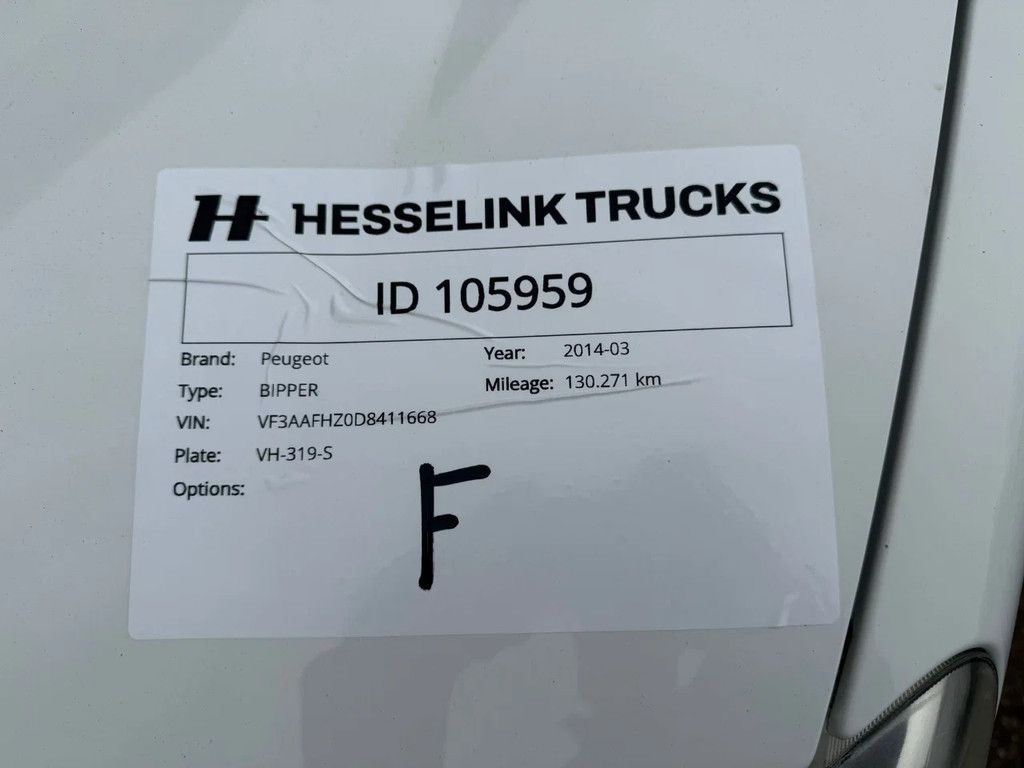 H HESSELINK TRUCKS
ID 105959
Brand: Peugeot Year: 2014-03
Type: BIPPER Mileage: 130.271 km
VIN: VF3AAFHZ0D8411668
Plate: VH-319-S
Options:
F